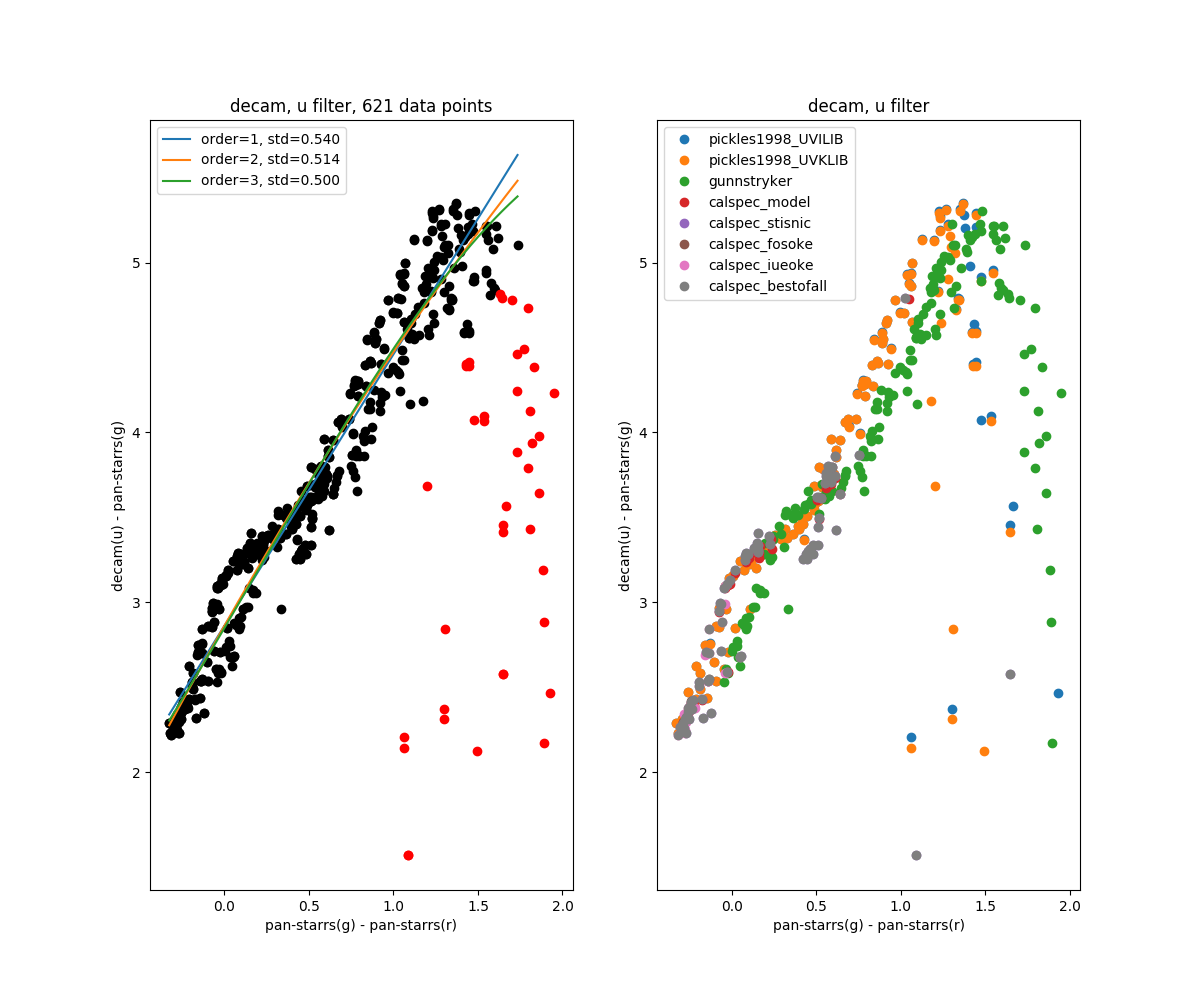 decam, u filter, 621 data points
order=1, std=0.540
order=2, std=0.514
order=3, std=0.500
decam(u) - pan-starrs(g)
5
4
3
2
0.0 0.5 1.0 1.5 2.0
pan-starrs(g) - pan-starrs(r)
decam, u filter
pickles1998_UVILIB
pickles1998_UVKLIB
gunnstryker
calspec_model
calspec_stisnic
calspec_fosoke
calspec_iueoke
calspec_bestofall
decam(u) - pan-starrs(g)
5
4
3
2
0.0 0.5 1.0 1.5 2.0
pan-starrs(g) - pan-starrs(r)